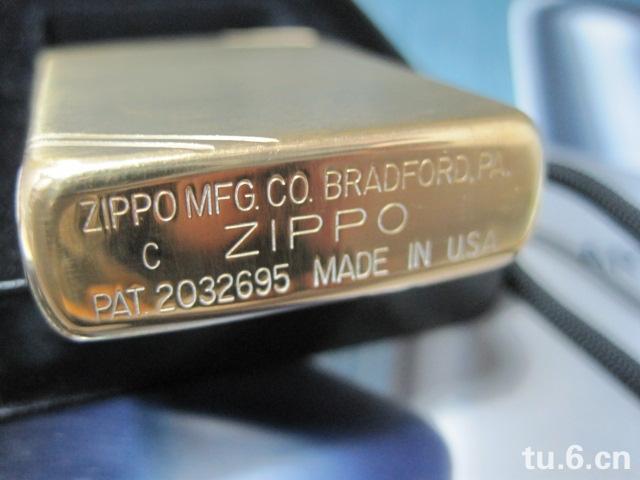 ZIPPO MFG. CO. BRADFORD, PA.
C ZIPPO
PAT. 2032695 MADE IN U.S.A
tu.6.cn